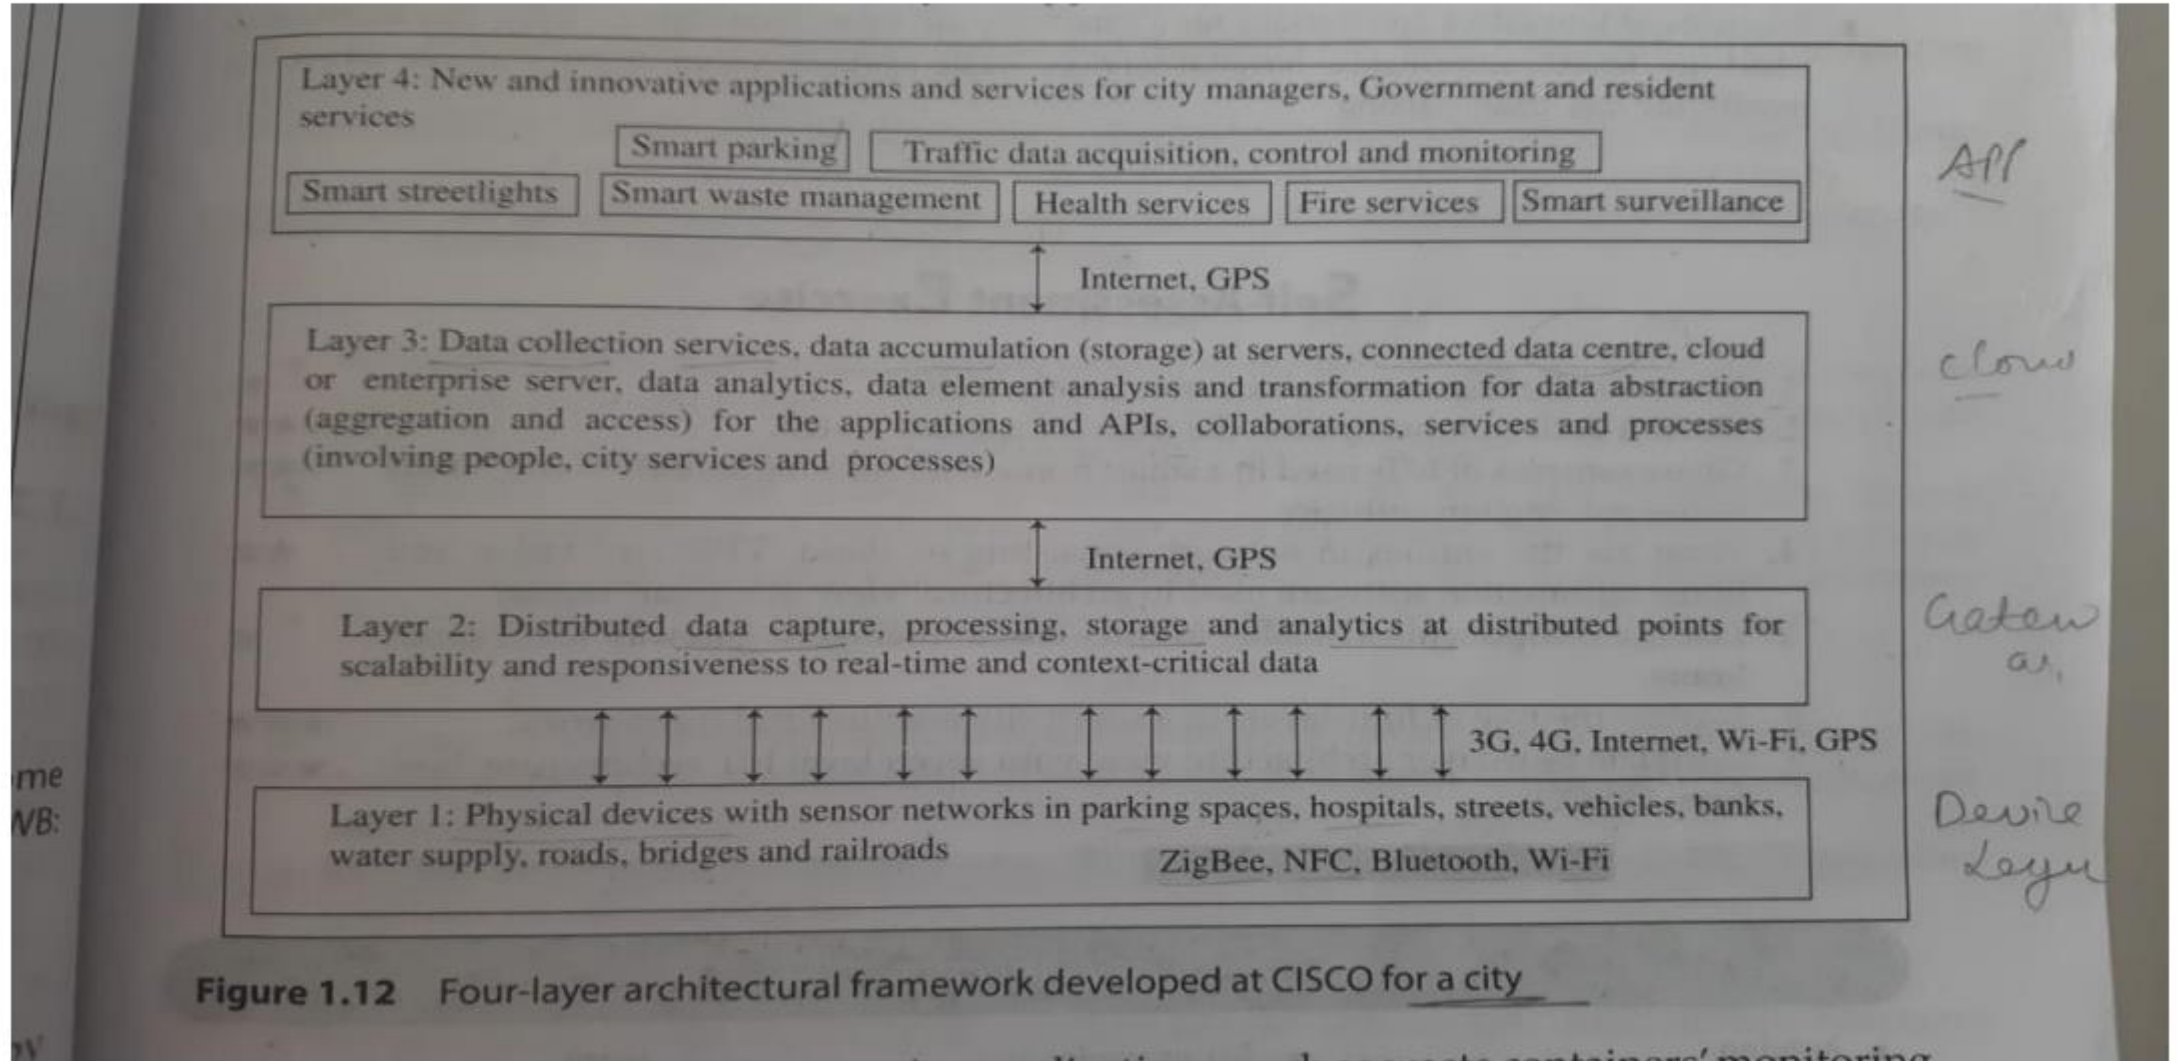 Layer 4: New and innovative applications and services for city managers, Government and resident
services
Smart parking
Traffic data acquisition, control and monitoring
Smart streetlights
Smart waste management
Health services
Fire services
Smart surveillance
APP
Internet, GPS
Layer 3: Data collection services, data accumulation (storage) at servers, connected data centre, cloud
or enterprise server, data analytics, data element analysis and transformation for data abstraction
(aggregation and access) for the applications and APIs, collaborations, services and processes
(involving people, city services and processes)
cloud
Internet, GPS
Layer 2: Distributed data capture, processing, storage and analytics at distributed points for
scalability and responsiveness to real-time and context-critical data
3G, 4G, Internet, Wi-Fi, GPS
Layer 1: Physical devices with sensor networks in parking spaces, hospitals, streets, vehicles, banks,
water supply, roads, bridges and railroads
ZigBee, NFC, Bluetooth, Wi-Fi
Device
Layer
me
WB:
Figure 1.12 Four-layer architectural framework developed at CISCO for a city
containers' monitoring